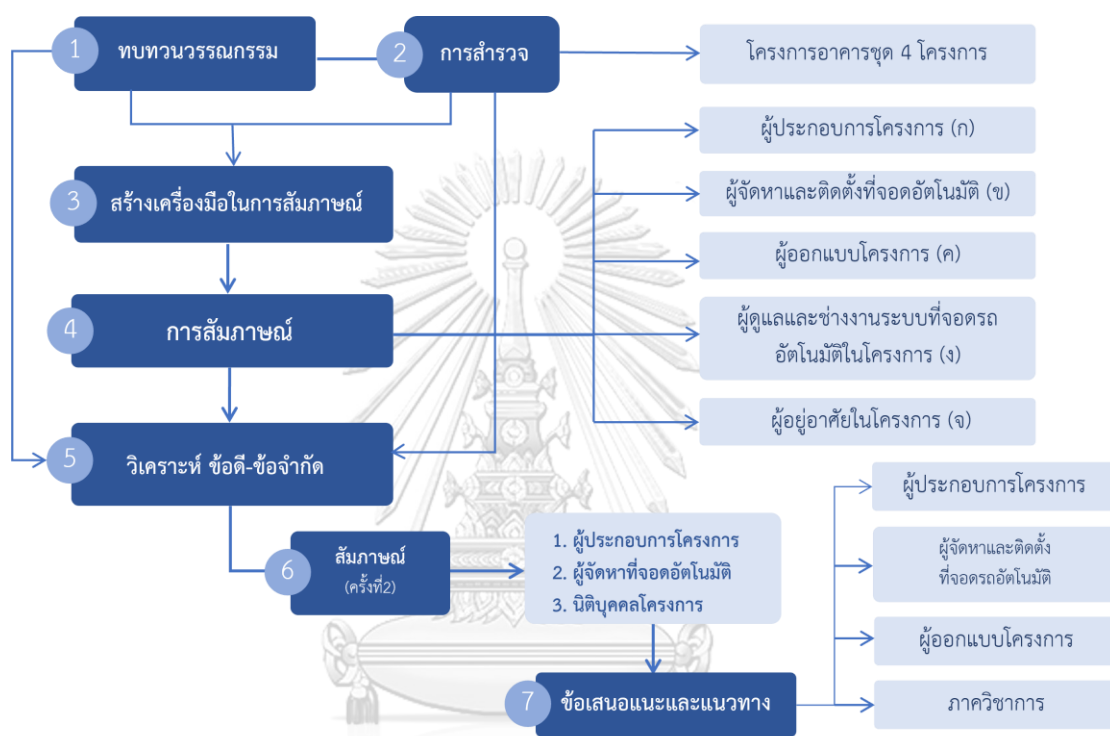 1
ทบทวนวรรณกรรม
2
การสำรวจ
โครงการอาคารชุด 4 โครงการ
ผู้ประกอบการโครงการ (ก)
3
สร้างเครื่องมือในการสัมภาษณ์
ผู้จัดหาและติดตั้งที่จอดอัตโนมัติ (ข)
ผู้ออกแบบโครงการ (ค)
4
การสัมภาษณ์
ผู้ดูแลและช่างงานระบบที่จอดรถ
อัตโนมัติในโครงการ (ง)
ผู้อยู่อาศัยในโครงการ (จ)
5
วิเคราะห์ ข้อดี-ข้อจำกัด
6
สัมภาษณ์
(ครั้งที่2)
1. ผู้ประกอบการโครงการ
2. ผู้จัดหาที่จอดอัตโนมัติ
3. นิติบุคคลโครงการ
7
ข้อเสนอแนะและแนวทาง
ผู้ประกอบการโครงการ
ผู้จัดหาและติดตั้ง
ที่จอดรถอัตโนมัติ
ผู้ออกแบบโครงการ
ภาควิชาการ